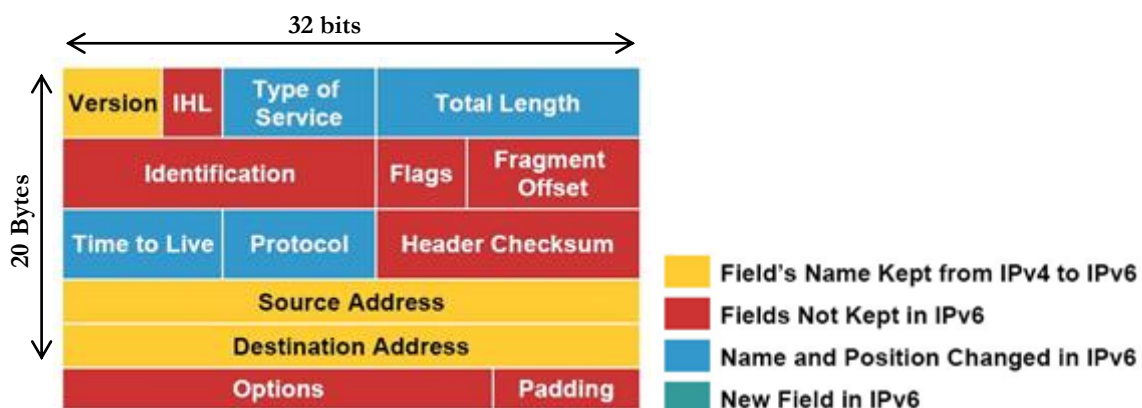 32 bits
20 Bytes
Version IHL Type of Service Total Length
Identification Flags Fragment Offset
Time to Live Protocol Header Checksum
Source Address
Destination Address
Options Padding
Field's Name Kept from IPv4 to IPv6
Fields Not Kept in IPv6
Name and Position Changed in IPv6
New Field in IPv6